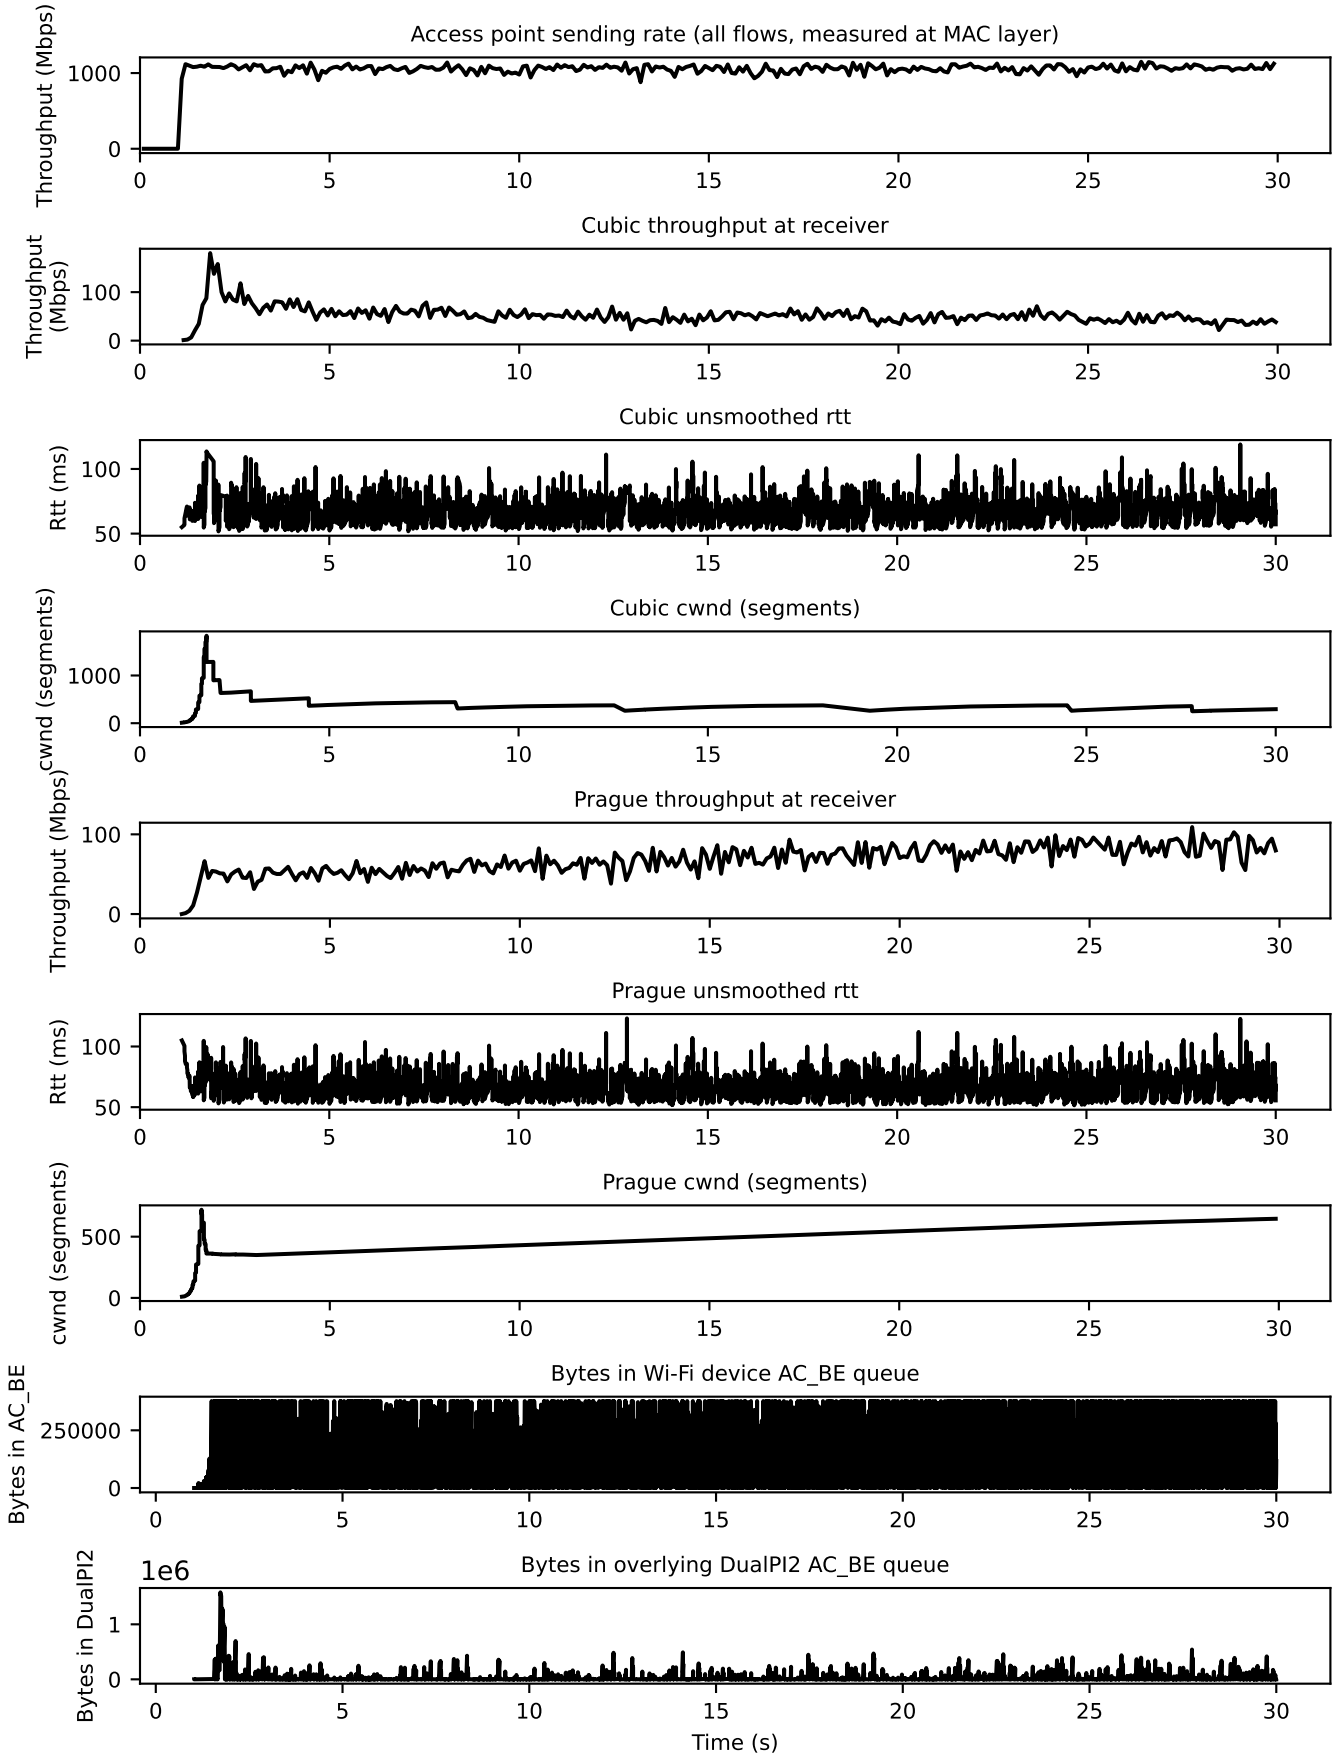 Access point sending rate (all flows, measured at MAC layer)
Throughput (Mbps)
1000
0
0 5 10 15 20 25 30
Cubic throughput at receiver
Throughput
(Mbps)
100
0
0 5 10 15 20 25 30
Cubic unsmoothed rtt
Rtt (ms)
100
50
0 5 10 15 20 25 30
Cubic cwnd (segments)
cwnd (segments)
1000
0
0 5 10 15 20 25 30
Prague throughput at receiver
Throughput (Mbps)
100
0
0 5 10 15 20 25 30
Prague unsmoothed rtt
Rtt (ms)
100
50
0 5 10 15 20 25 30
Prague cwnd (segments)
cwnd (segments)
500
0
0 5 10 15 20 25 30
Bytes in Wi-Fi device AC_BE queue
Bytes in AC_BE
250000
0
0 5 10 15 20 25 30
1e6
Bytes in overlying DualPI2 AC_BE queue
Bytes in DualPI2
1
0
0 5 10 15 20 25 30
Time (s)